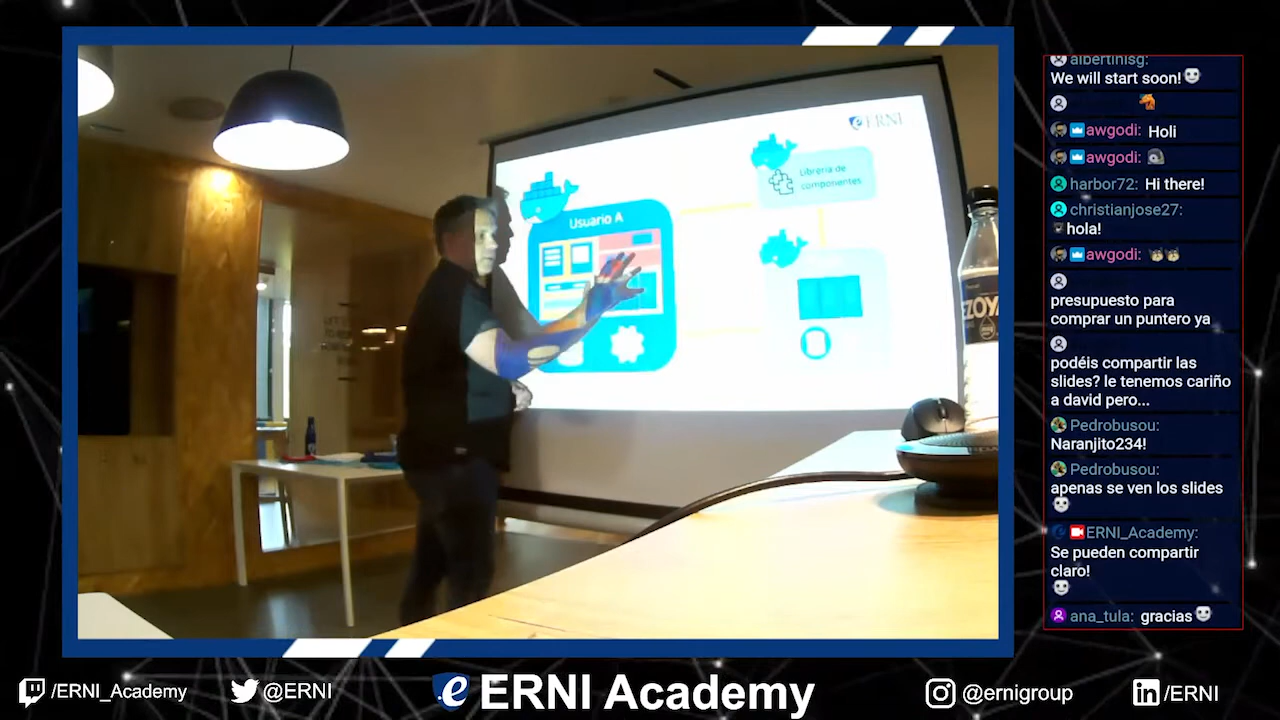 ERNI
Librería de
componentes
Usuario A
EZOYA
albertinisg:
We will start soon!
awgodi: Holi
awgodi:
harbor72: Hi there!
christianjose27:
hola!
awgodi:
presupuesto para
comprar un puntero ya
podéis compartir las
slides? le tenemos cariño
a david pero...
Pedrobusou:
Naranjito234!
Pedrobusou:
apenas se ven los slides
ERNI_Academy:
Se pueden compartir
claro!
ana_tula: gracias
/ERNI_Academy
@ERNI
ERNI Academy
@ernigroup
/ERNI